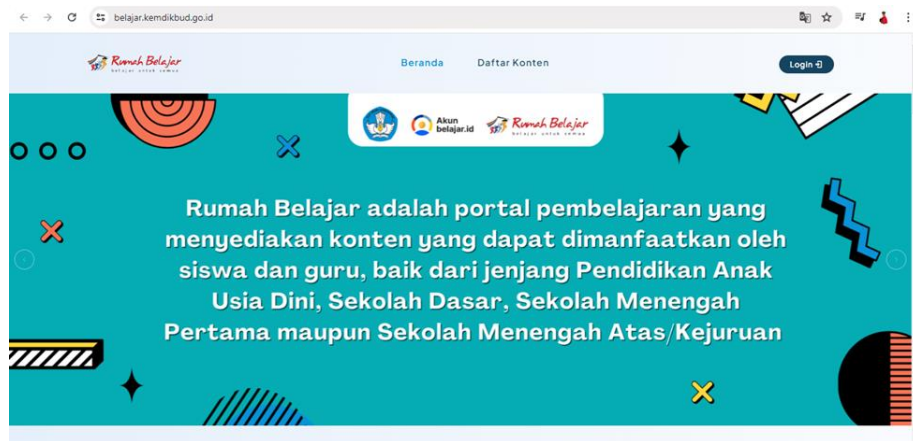 belajar.kemdikbud.go.id
Rumah Belajar
belajar untuk semua
Beranda
Daftar Konten
Login
Akun
belajar.id
Rumah Belajar
belajar untuk semua
Rumah Belajar adalah portal pembelajaran yang
menyediakan konten yang dapat dimanfaatkan oleh
siswa dan guru, baik dari jenjang Pendidikan Anak
Usia Dini, Sekolah Dasar, Sekolah Menengah
Pertama maupun Sekolah Menengah Atas/Kejuruan